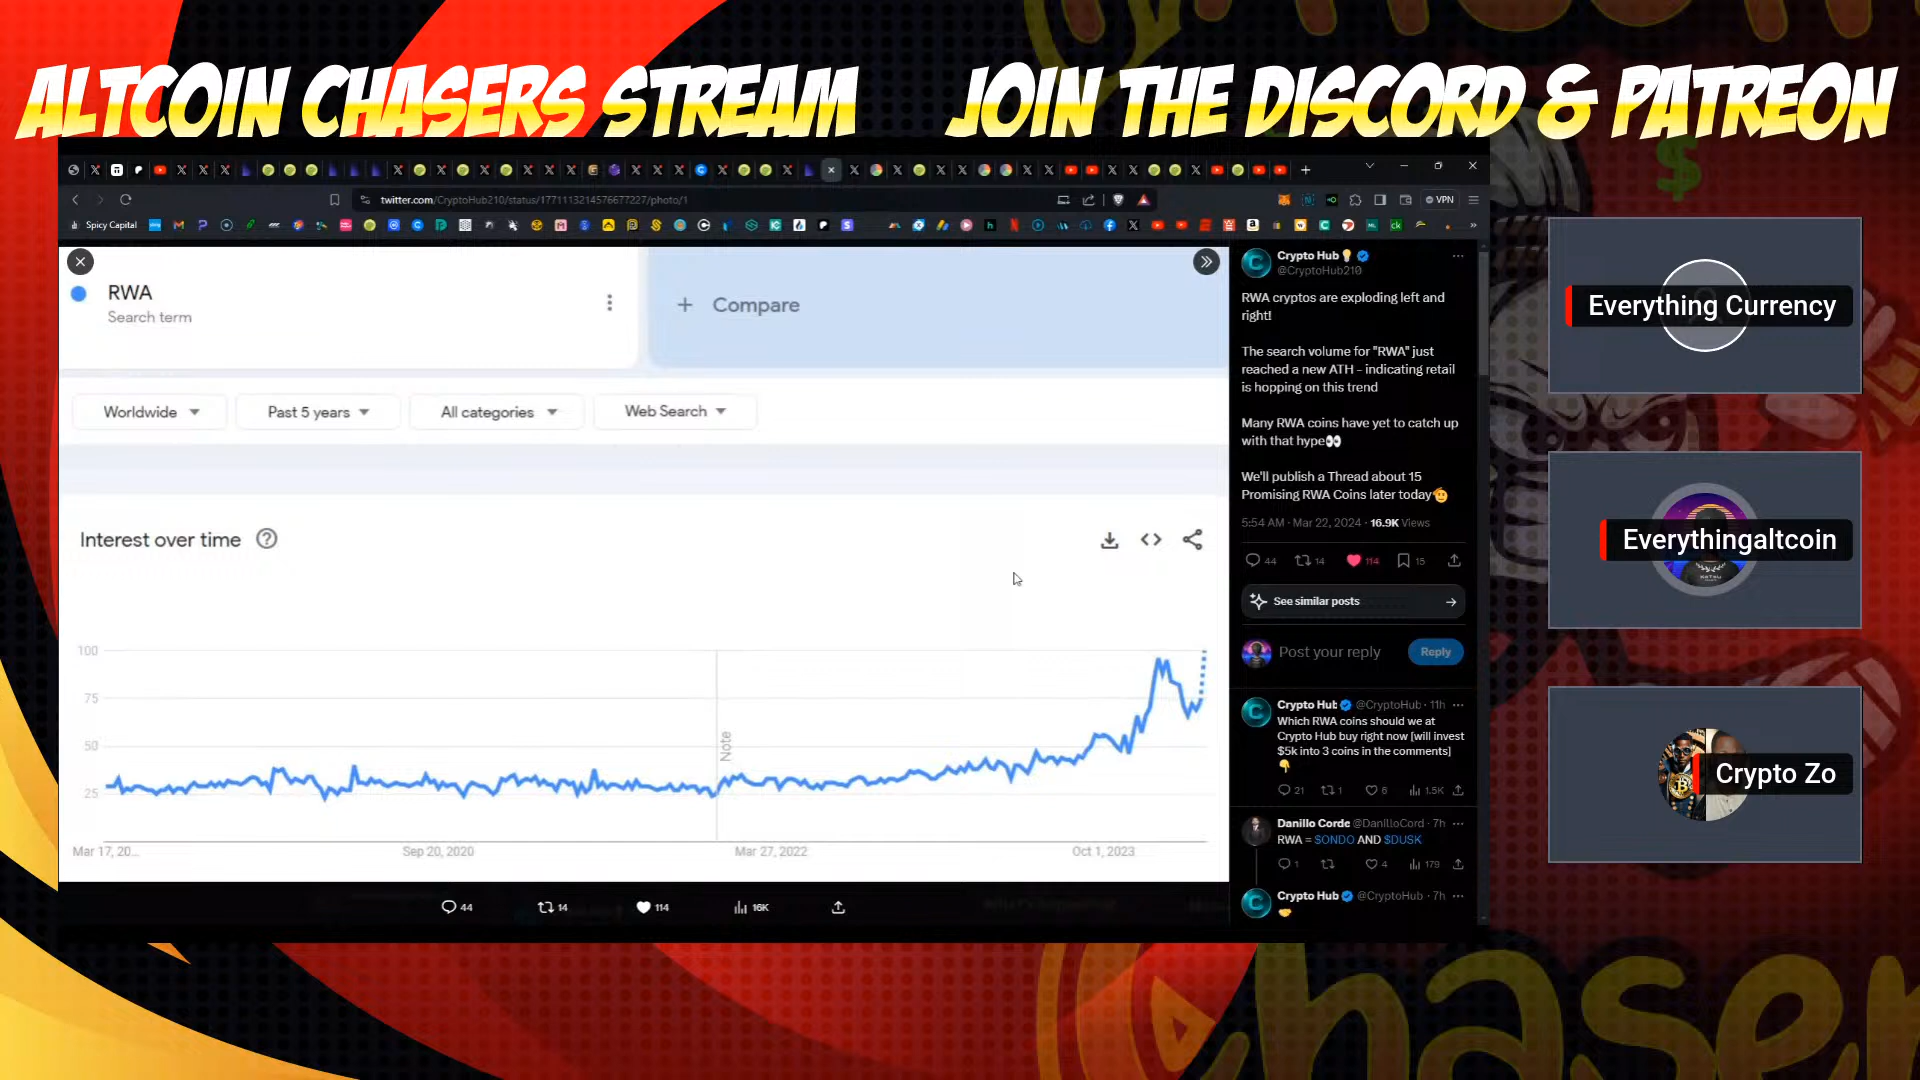 ALTCOIN CHASERS STREAM
JOIN THE DISCORD & PATREON
twitter.com/CryptoHub210/status/1771113214576677227/photo/1
VPN
Spicy Capital
RWA
Search term
+ Compare
Worldwide
Past 5 years
All categories
Web Search
Interest over time
100
75
50
25
Note
Mar 17, 20...
Sep 20, 2020
Mar 27, 2022
Oct 1, 2023
44
14
114
16K
Crypto Hub
@CryptoHub210
RWA cryptos are exploding left and
right!
The search volume for "RWA" just
reached a new ATH - indicating retail
is hopping on this trend
Many RWA coins have yet to catch up
with that hype👀
We'll publish a Thread about 15
Promising RWA Coins later today🫡
5:54 AM · Mar 22, 2024 · 16.9K Views
44
14
114
15
See similar posts
Post your reply
Reply
Crypto Hub @CryptoHub · 11h
Which RWA coins should we at
Crypto Hub buy right now [will invest
$5k into 3 coins in the comments]
👇
21
1
6
1.5K
Danillo Corde @DanilloCord · 7h
RWA = $ONDO AND $DUSK
1
4
179
Crypto Hub @CryptoHub · 7h
🤝
Everything Currency
Everythingaltcoin
Crypto Zo
chaser